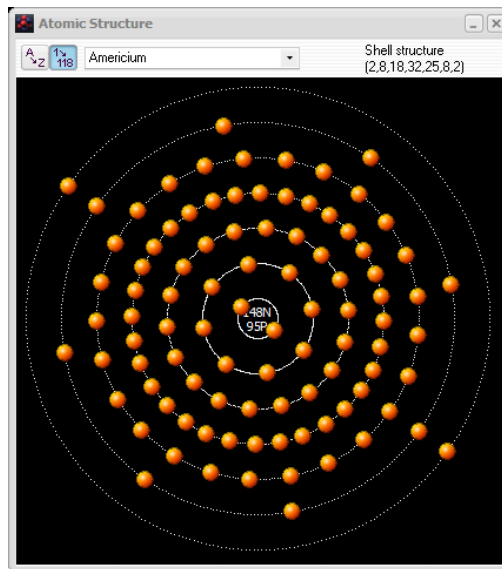 Atomic Structure
A Z
1 118
Americium
Shell structure
(2,8,18,32,25,8,2)
148N
95P